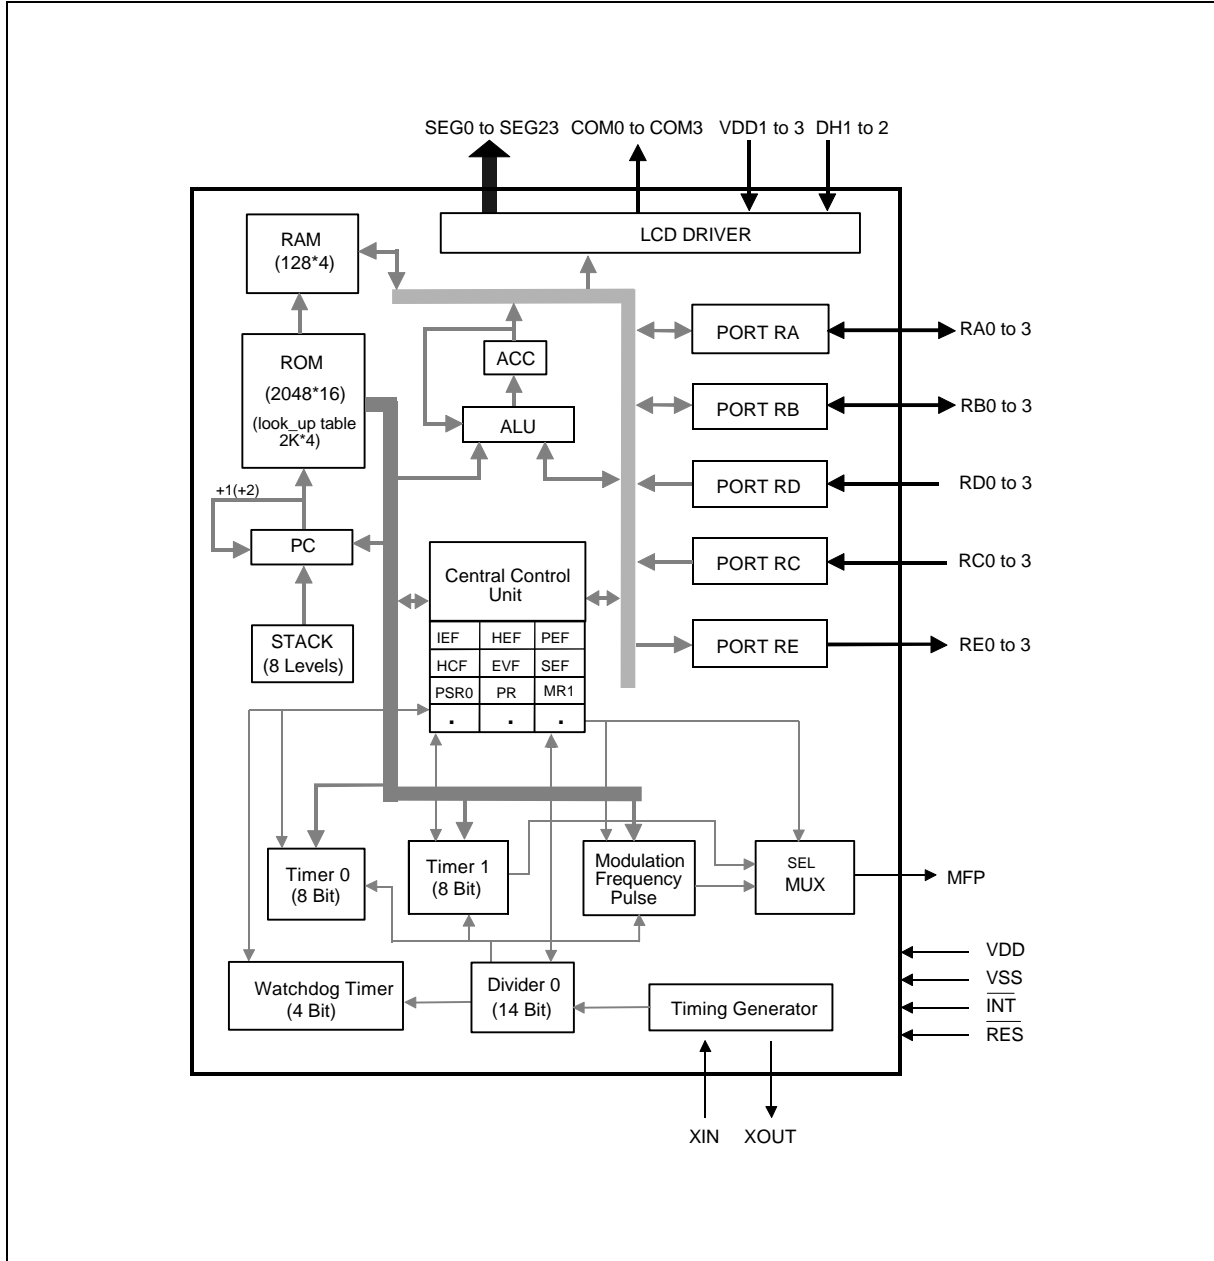 SEG0 to SEG23 COM0 to COM3 VDD1 to 3 DH1 to 2
LCD DRIVER
RAM
(128*4)
ROM
(2048*16)
(look_up table
2K*4)
ACC
ALU
+1(+2)
PC
STACK
(8 Levels)
PORT RA
RA0 to 3
PORT RB
RB0 to 3
PORT RD
RD0 to 3
PORT RC
RC0 to 3
PORT RE
RE0 to 3
Central Control
Unit
IEF HEF PEF
HCF EVF SEF
PSR0 PR MR1
. . .
Timer 0
(8 Bit)
Timer 1
(8 Bit)
Modulation
Frequency
Pulse
SEL
MUX
MFP
VDD
VSS
INT
RES
Watchdog Timer
(4 Bit)
Divider 0
(14 Bit)
Timing Generator
XIN XOUT